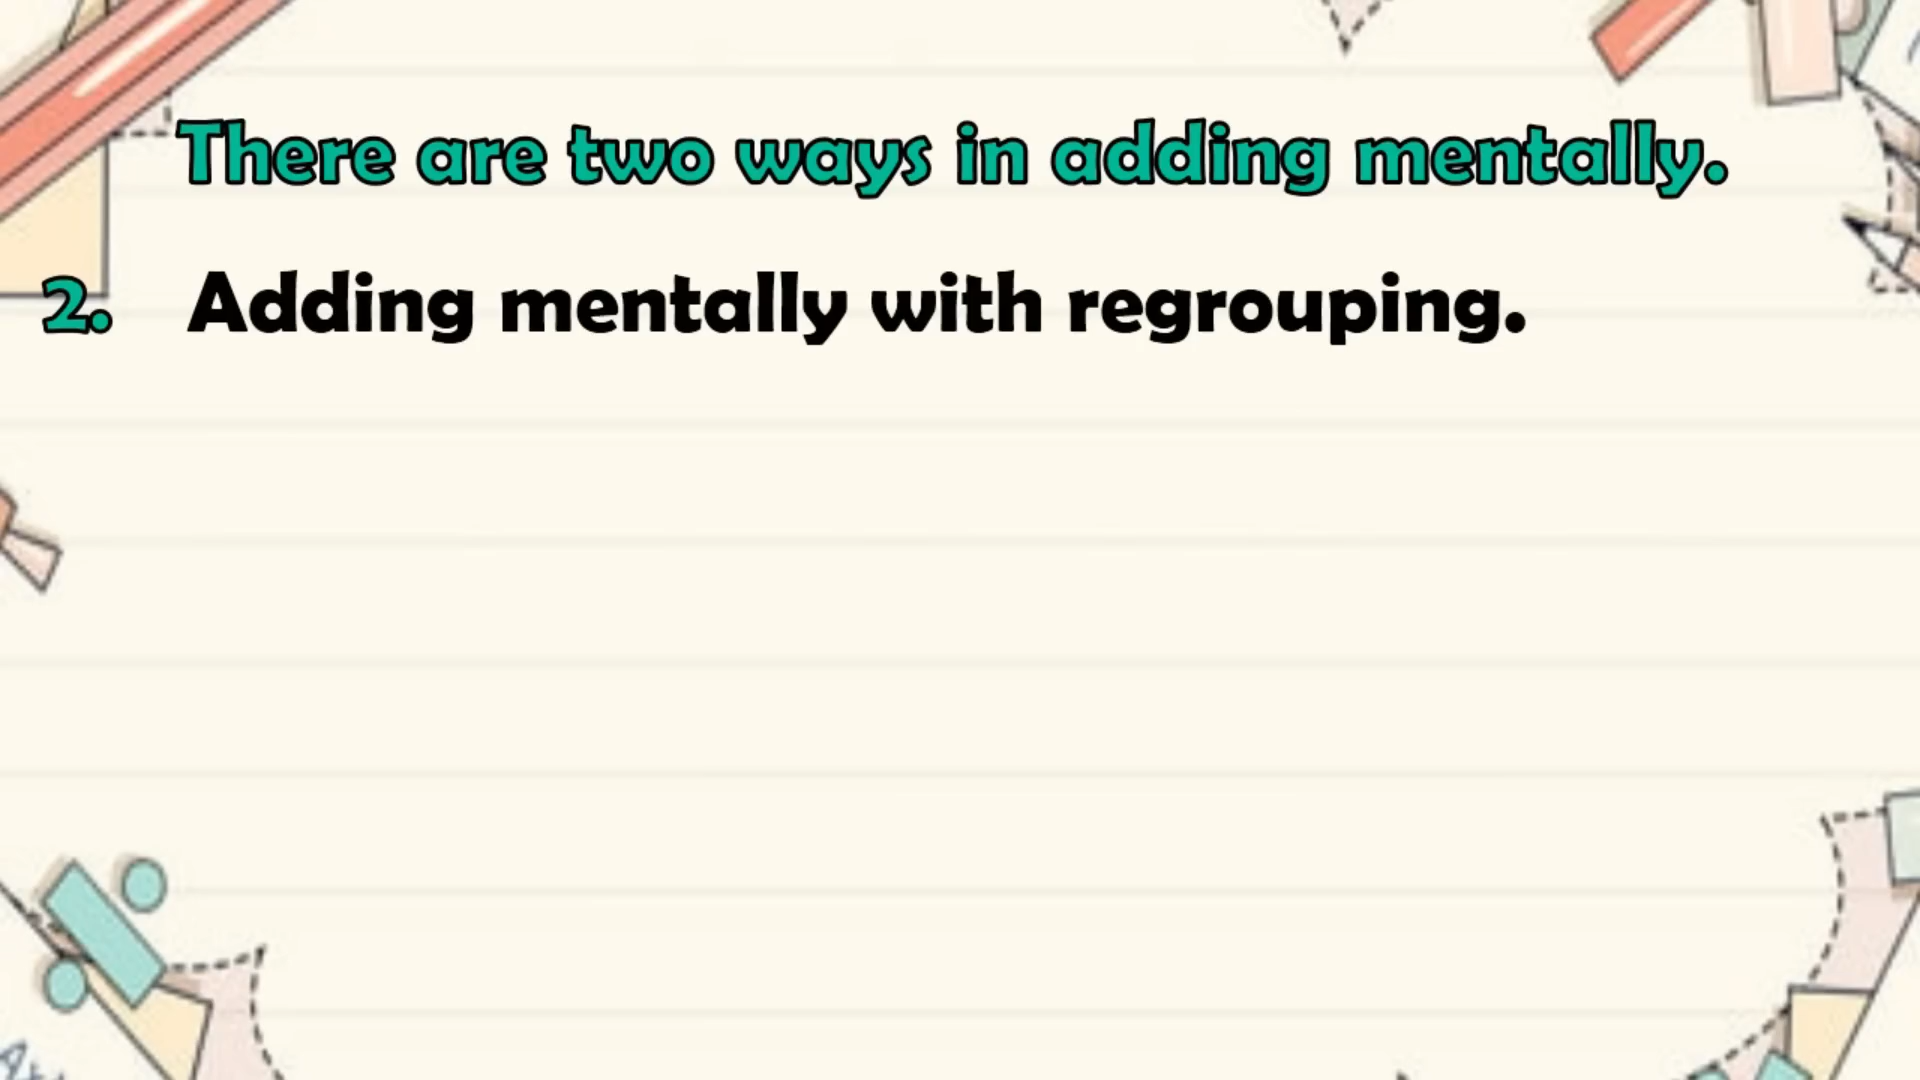 There are two ways in adding mentally.
2. Adding mentally with regrouping.